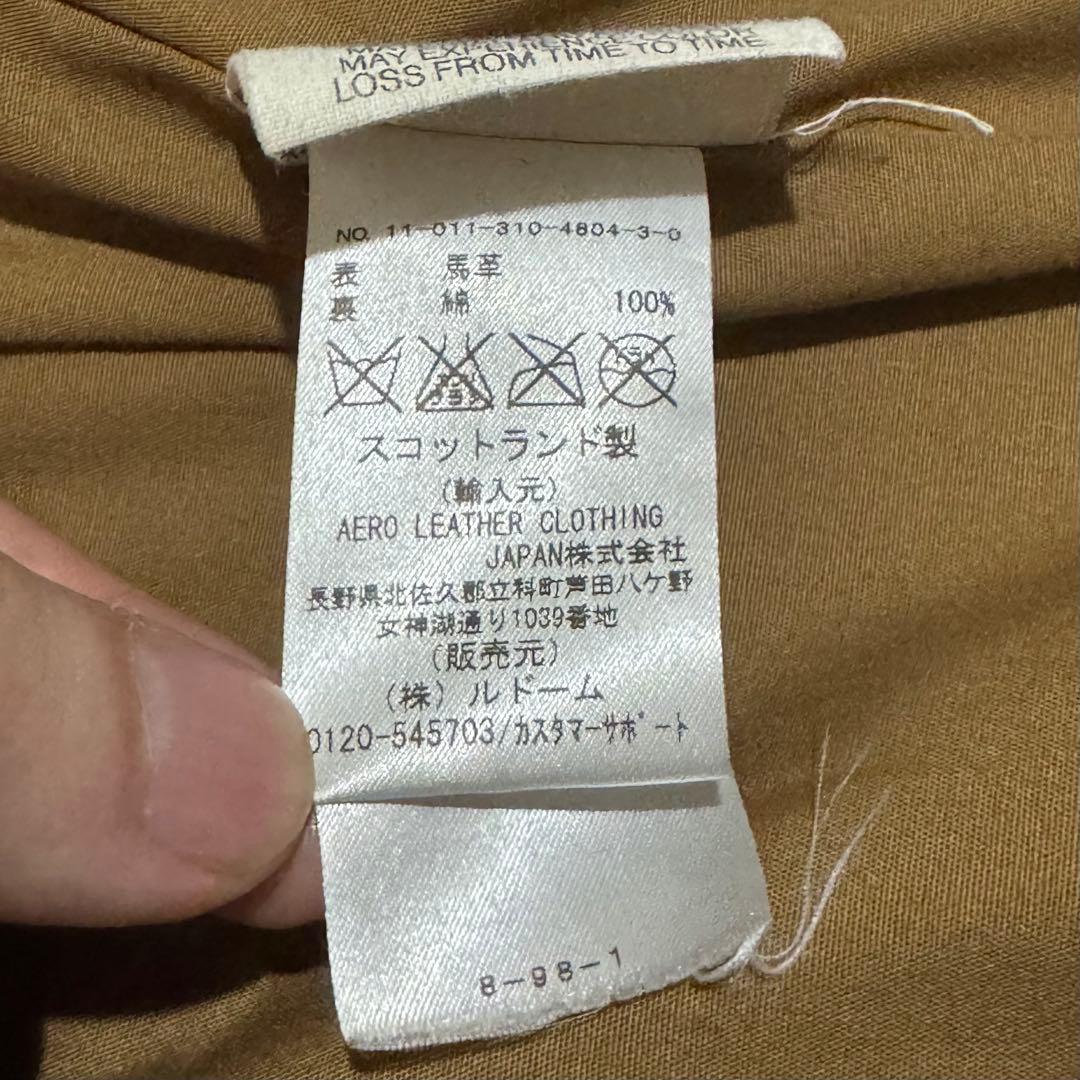 MAY EXPERIENCE COLOR
LOSS FROM TIME TO TIME
NO. 11-011-310-4804-3-0
表 馬革
裏 綿 100%
スコットランド製
(輸入元)
AERO LEATHER CLOTHING
JAPAN株式会社
長野県北佐久郡立科町芦田八ケ野
女神湖通り1039番地
(販売元)
(株) ルドーム
0120-545703/カスタマーサポート
8-98-1